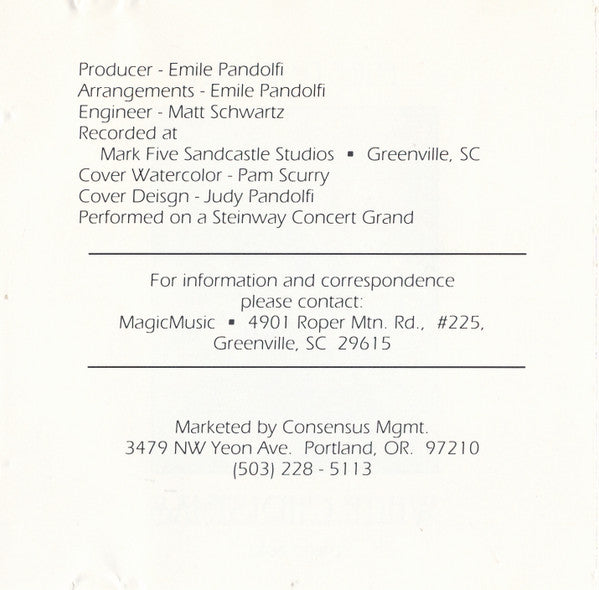 Producer - Emile Pandolfi
Arrangements - Emile Pandolfi
Engineer - Matt Schwartz
Recorded at
Mark Five Sandcastle Studios ▪ Greenville, SC
Cover Watercolor - Pam Scurry
Cover Deisgn - Judy Pandolfi
Performed on a Steinway Concert Grand
For information and correspondence
please contact:
MagicMusic ▪ 4901 Roper Mtn. Rd., #225,
Greenville, SC 29615
Marketed by Consensus Mgmt.
3479 NW Yeon Ave. Portland, OR. 97210
(503) 228 - 5113